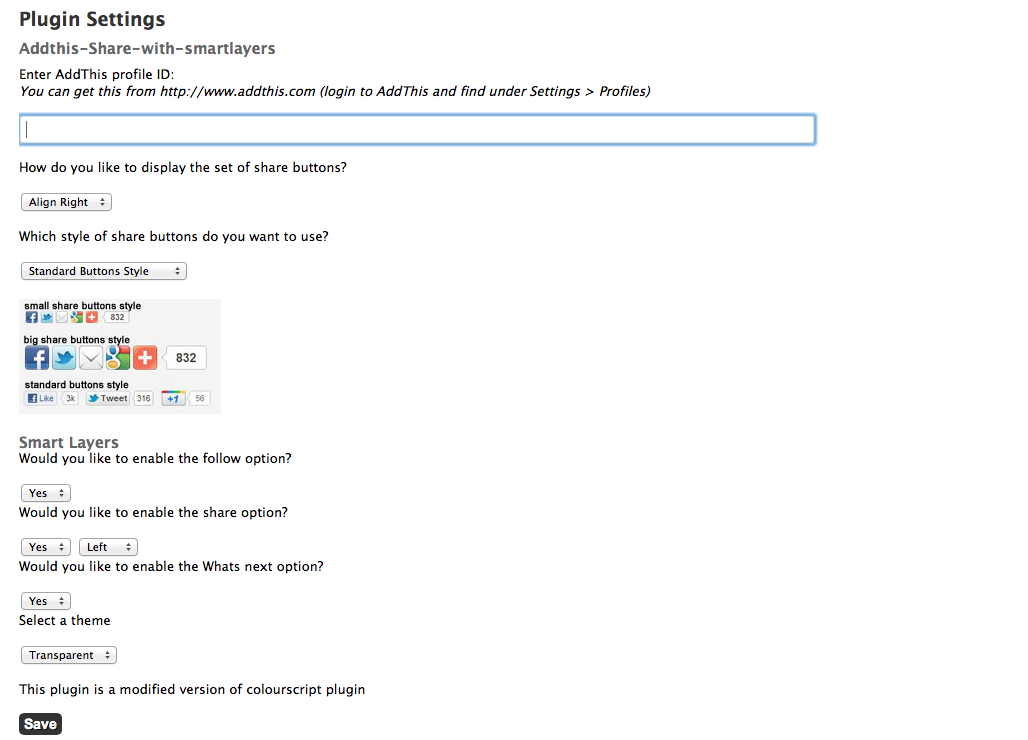 Plugin Settings
Addthis-Share-with-smartlayers
Enter AddThis profile ID:
You can get this from http://www.addthis.com (login to AddThis and find under Settings > Profiles)
How do you like to display the set of share buttons?
Align Right
Which style of share buttons do you want to use?
Standard Buttons Style
small share buttons style
832
big share buttons style
832
standard buttons style
Like 3k Tweet 316 +1 56
Smart Layers
Would you like to enable the follow option?
Yes
Would you like to enable the share option?
Yes Left
Would you like to enable the Whats next option?
Yes
Select a theme
Transparent
This plugin is a modified version of colourscript plugin
Save